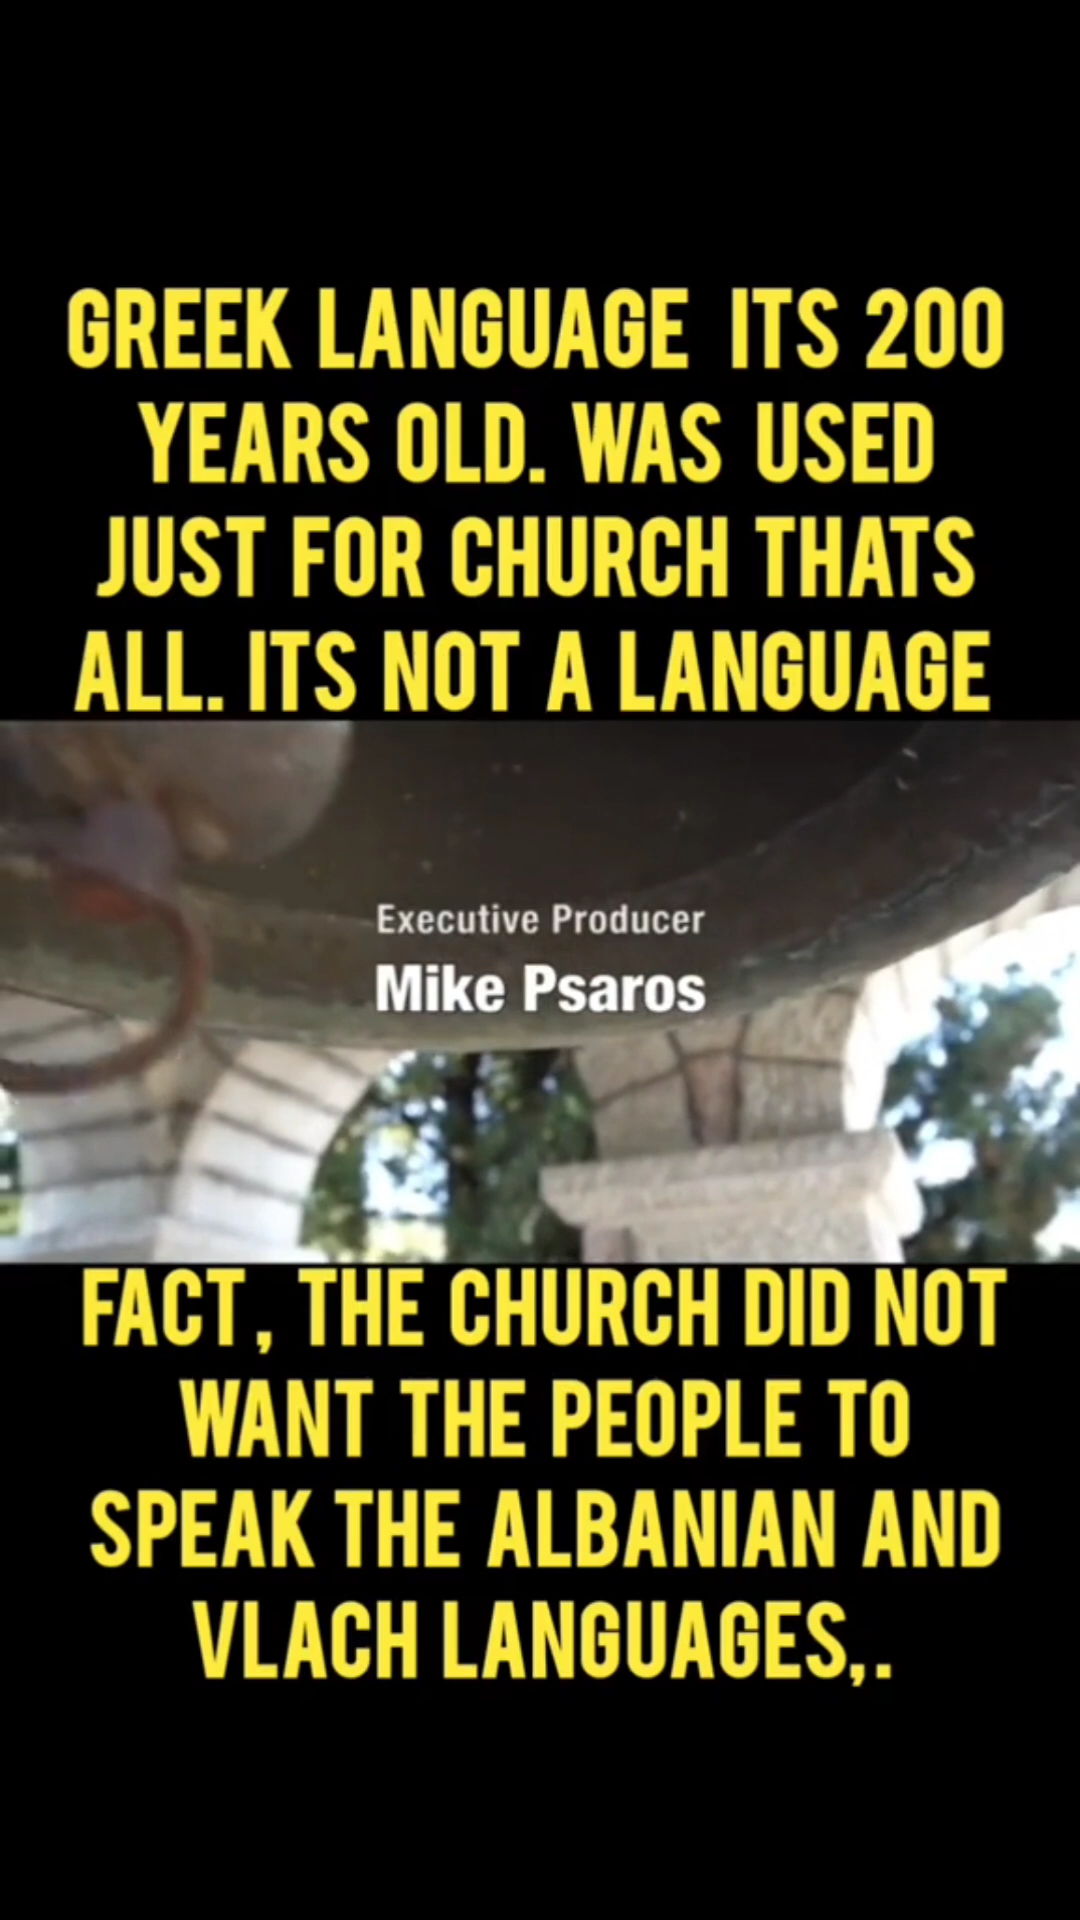 GREEK LANGUAGE ITS 200
YEARS OLD. WAS USED
JUST FOR CHURCH THATS
ALL. ITS NOT A LANGUAGE
Executive Producer
Mike Psaros
FACT, THE CHURCH DID NOT
WANT THE PEOPLE TO
SPEAK THE ALBANIAN AND
VLACH LANGUAGES,.